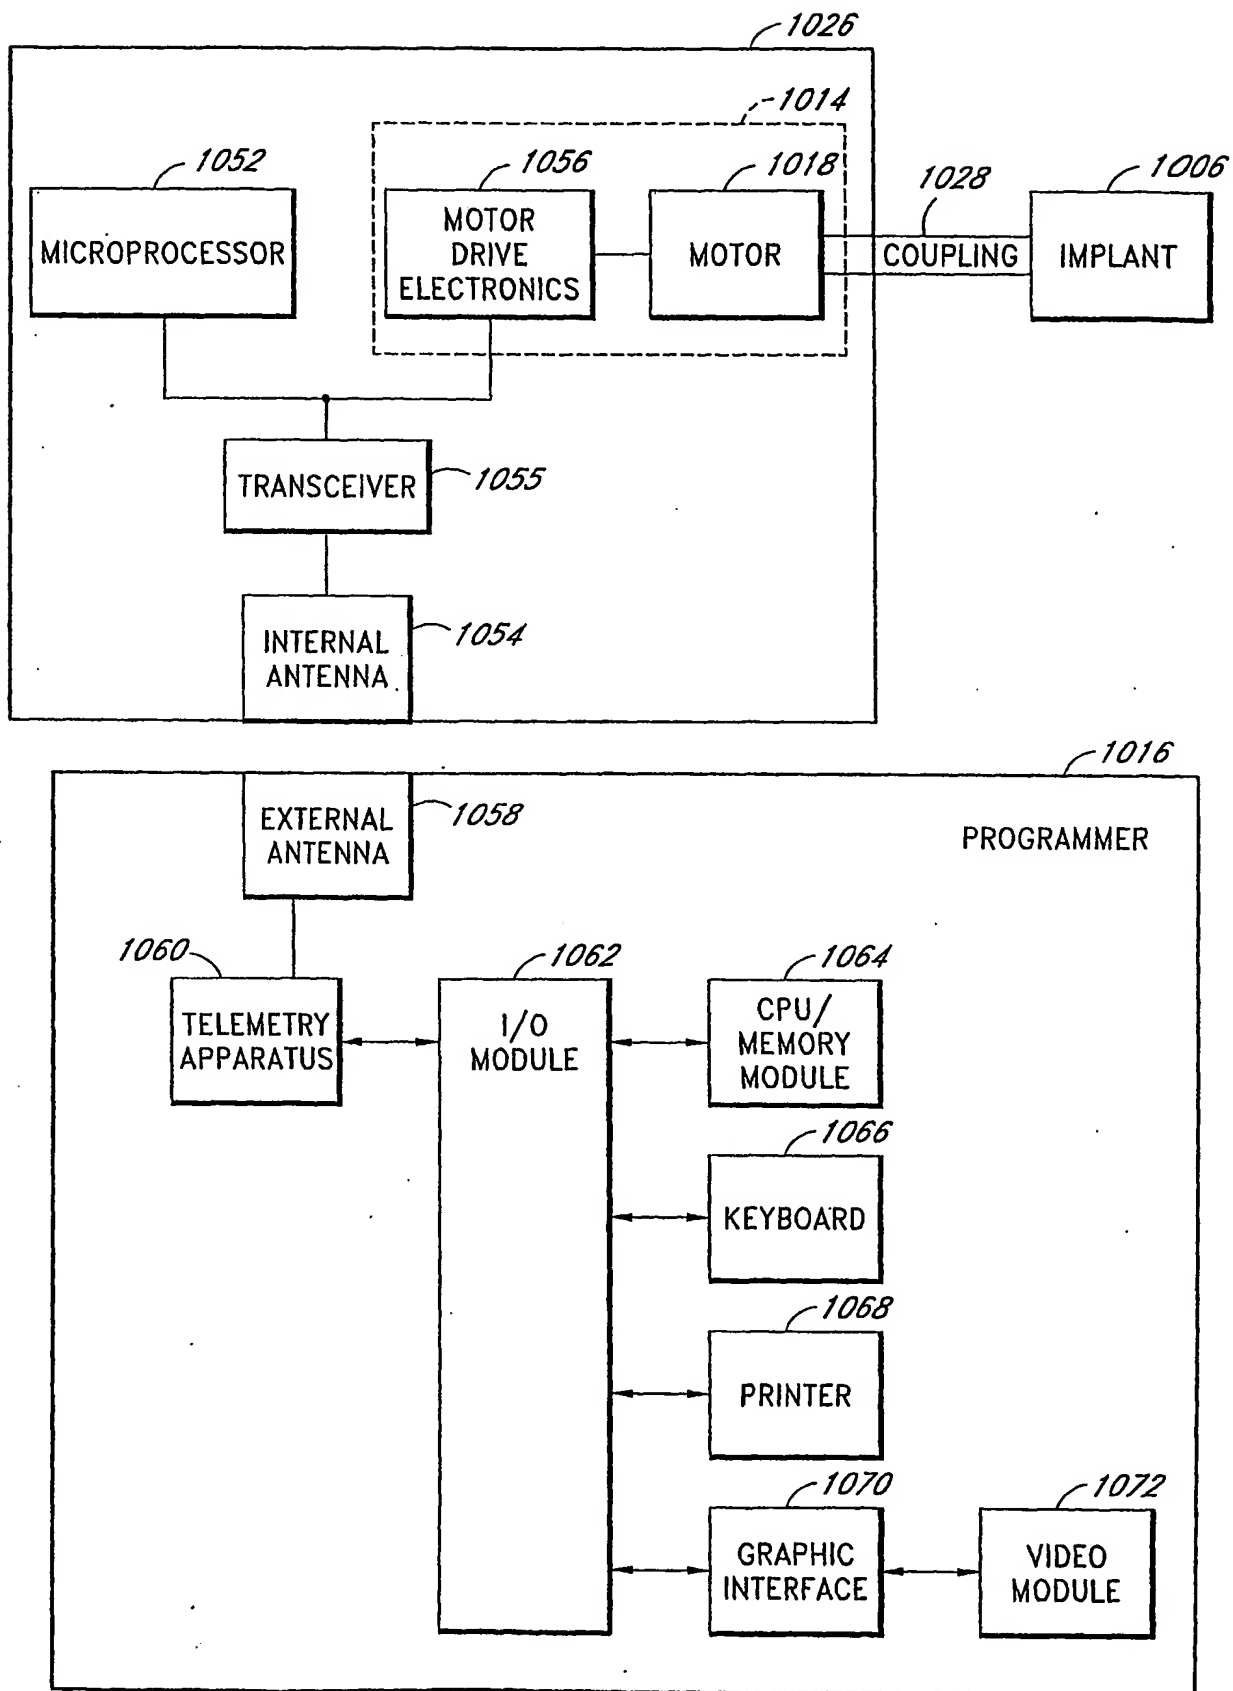 1026
1014
1052
1056
1018
1028
1006
MICROPROCESSOR
MOTOR
DRIVE
ELECTRONICS
MOTOR
COUPLING
IMPLANT
TRANSCEIVER
1055
INTERNAL
ANTENNA
1054
1016
EXTERNAL
ANTENNA
1058
PROGRAMMER
1060
1062
1064
TELEMETRY
APPARATUS
I/O
MODULE
CPU/
MEMORY
MODULE
1066
KEYBOARD
1068
PRINTER
1070
1072
GRAPHIC
INTERFACE
VIDEO
MODULE